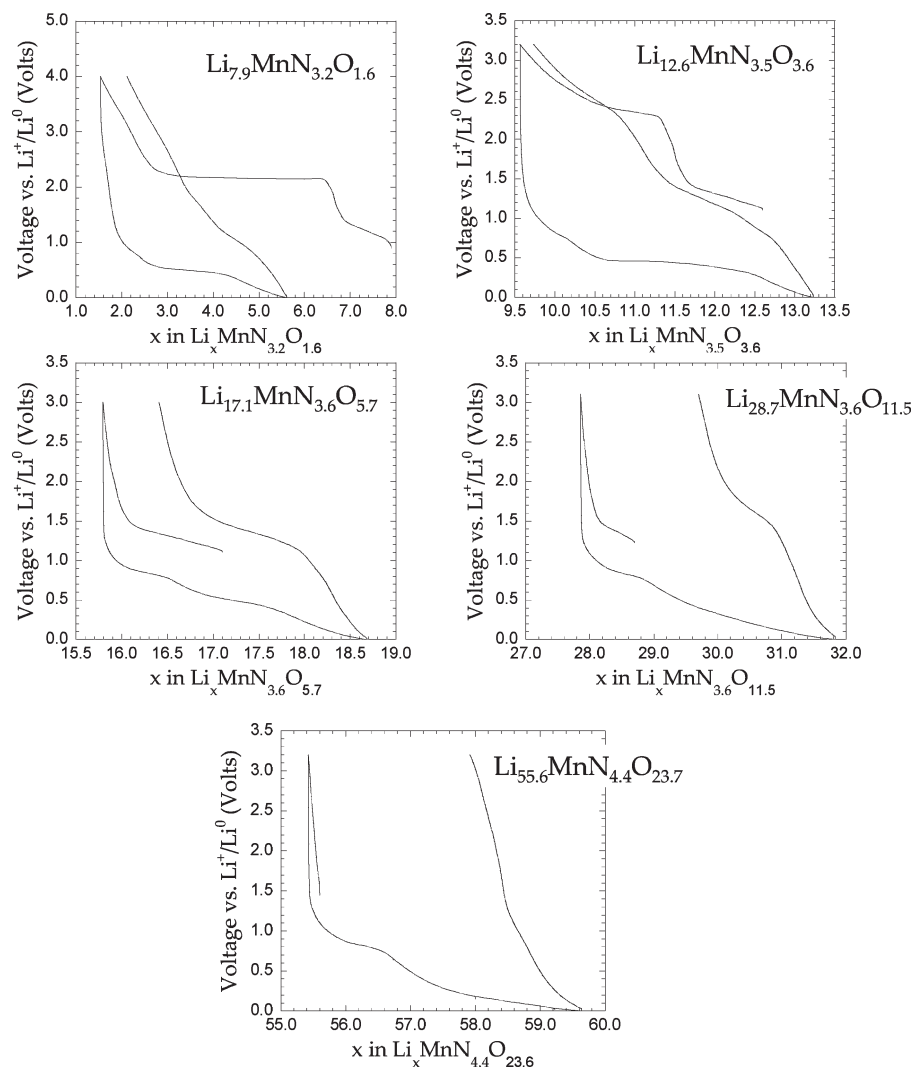 Li7.9MnN3.2O1.6
Voltage vs. Li+/Li0 (Volts)
5.0
4.0
3.0
2.0
1.0
0.0
1.0 2.0 3.0 4.0 5.0 6.0 7.0 8.0
x in LixMnN3.2O1.6
Li12.6MnN3.5O3.6
Voltage vs. Li+/Li0 (Volts)
3.5
3.0
2.5
2.0
1.5
1.0
0.5
0.0
9.5 10.0 10.5 11.0 11.5 12.0 12.5 13.0 13.5
x in LixMnN3.5O3.6
Li17.1MnN3.6O5.7
Voltage vs. Li+/Li0 (Volts)
3.5
3.0
2.5
2.0
1.5
1.0
0.5
0.0
15.5 16.0 16.5 17.0 17.5 18.0 18.5 19.0
x in LixMnN3.6O5.7
Li28.7MnN3.6O11.5
Voltage vs. Li+/Li0 (Volts)
3.5
3.0
2.5
2.0
1.5
1.0
0.5
0.0
27.0 28.0 29.0 30.0 31.0 32.0
x in LixMnN3.6O11.5
Li55.6MnN4.4O23.7
Voltage vs. Li+/Li0 (Volts)
3.5
3.0
2.5
2.0
1.5
1.0
0.5
0.0
55.0 56.0 57.0 58.0 59.0 60.0
x in LixMnN4.4O23.6